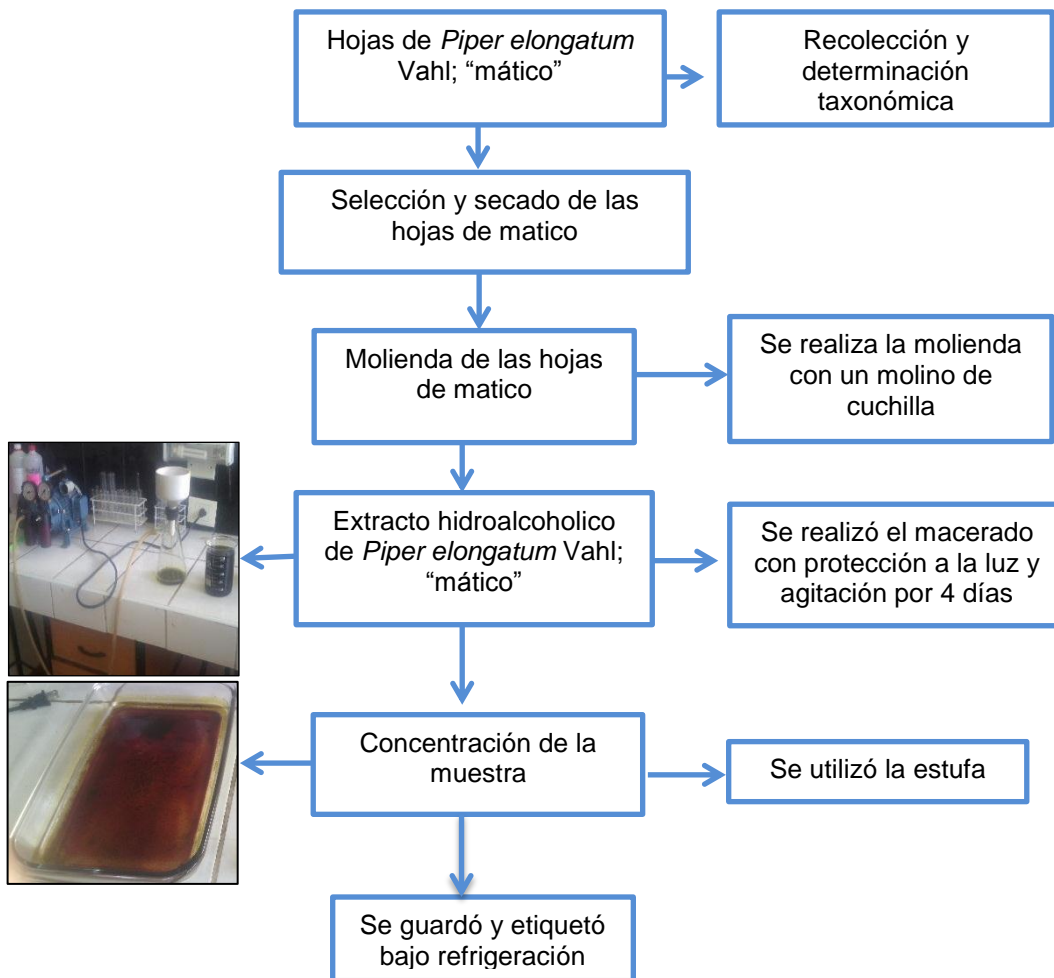 Hojas de Piper elongatum
Vahl; “mático”
Recolección y
determinación
taxonómica
Selección y secado de las
hojas de matico
Molienda de las hojas
de matico
Se realiza la molienda
con un molino de
cuchilla
Extracto hidroalcoholico
de Piper elongatum Vahl;
“mático”
Se realizó el macerado
con protección a la luz y
agitación por 4 días
Concentración de la
muestra
Se utilizó la estufa
Se guardó y etiquetó
bajo refrigeración